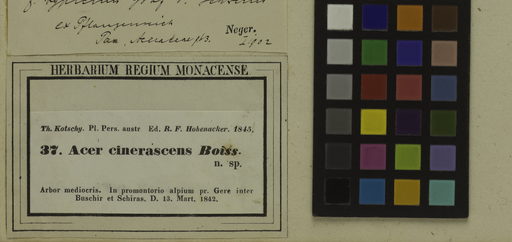 ex Pflanzenreich
Neger.
HERBARIUM REGIUM MONACENSE
Th. Kotschy. Pl. Pers. austr Ed. R. F. Hohenacker. 1845,
37. Acer cinerascens Boiss.
n. sp.
Arbor mediocris. In promontorio alpium pr. Gere inter
Buschir et Schiras. D. 13. Mart. 1842.